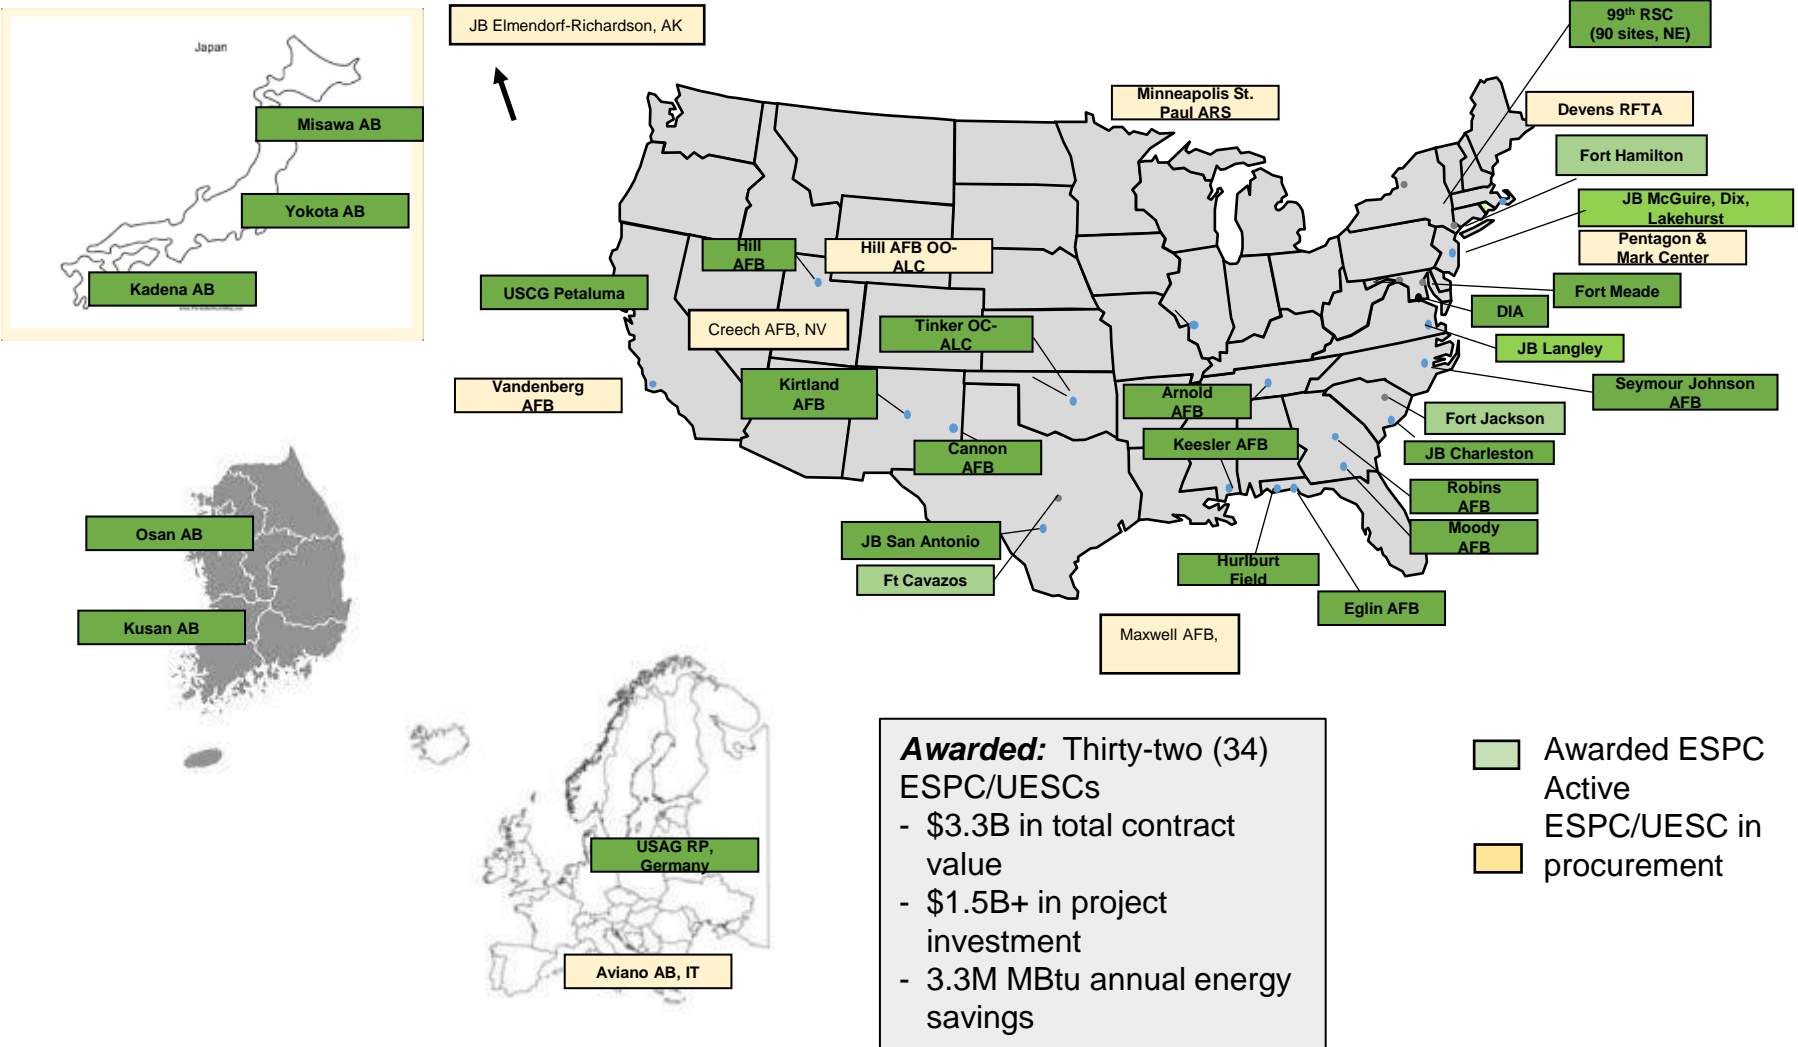 Japan
Misawa AB
Yokota AB
Kadena AB
JB Elmendorf-Richardson, AK
Minneapolis St.
Paul ARS
99th RSC
(90 sites, NE)
Devens RFTA
Fort Hamilton
JB McGuire, Dix,
Lakehurst
Pentagon &
Mark Center
Fort Meade
DIA
JB Langley
Seymour Johnson
AFB
Fort Jackson
JB Charleston
Robins
AFB
Moody
AFB
Hill
AFB
Hill AFB OO-
ALC
USCG Petaluma
Creech AFB, NV
Tinker OC-
ALC
Vandenberg
AFB
Kirtland
AFB
Cannon
AFB
Arnold
AFB
Keesler AFB
JB San Antonio
Ft Cavazos
Hurlburt
Field
Eglin AFB
Maxwell AFB,
Osan AB
Kusan AB
USAG RP,
Germany
Aviano AB, IT
Awarded: Thirty-two (34)
ESPC/UESCs
- $3.3B in total contract
value
- $1.5B+ in project
investment
- 3.3M MBtu annual energy
savings
Awarded ESPC
Active
ESPC/UESC in
procurement